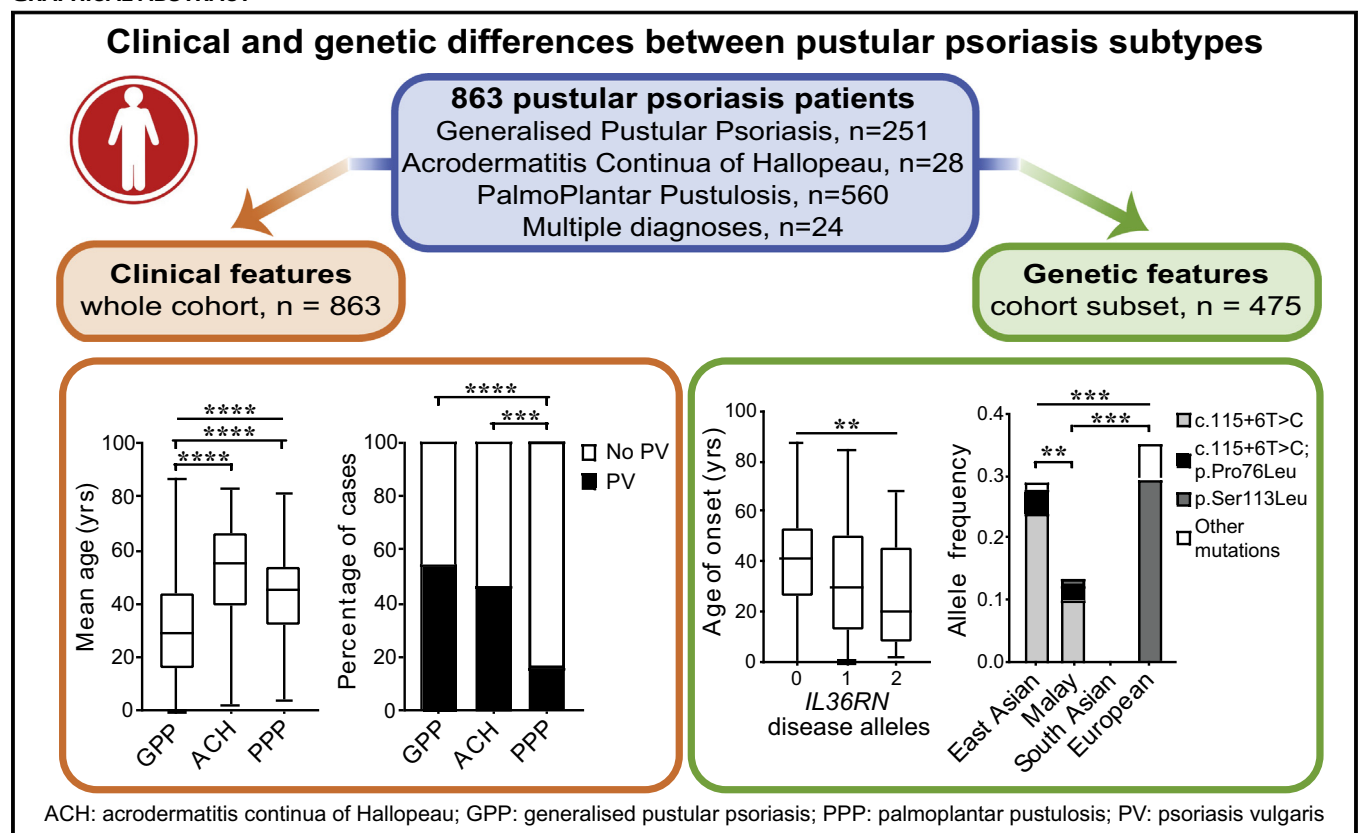 GRAPHICAL ABSTRACT
Clinical and genetic differences between pustular psoriasis subtypes
863 pustular psoriasis patients
Generalised Pustular Psoriasis, n=251
Acrodermatitis Continua of Hallopeau, n=28
PalmoPlantar Pustulosis, n=560
Multiple diagnoses, n=24
Clinical features
whole cohort, n = 863
Genetic features
cohort subset, n = 475
Mean age (yrs)
100
80
60
40
20
0
****
****
****
GPP
ACH
PPP
Percentage of cases
100
80
60
40
20
0
****
***
GPP
ACH
PPP
No PV
PV
Age of onset (yrs)
100
80
60
40
20
0
**
0 1 2
IL36RN
disease alleles
Allele frequency
0.4
0.3
0.2
0.1
0.0
***
***
**
East Asian
Malay
South Asian
European
c.115+6T>C
c.115+6T>C;
p.Pro76Leu
p.Ser113Leu
Other
mutations
ACH: acrodermatitis continua of Hallopeau; GPP: generalised pustular psoriasis; PPP: palmoplantar pustulosis; PV: psoriasis vulgaris